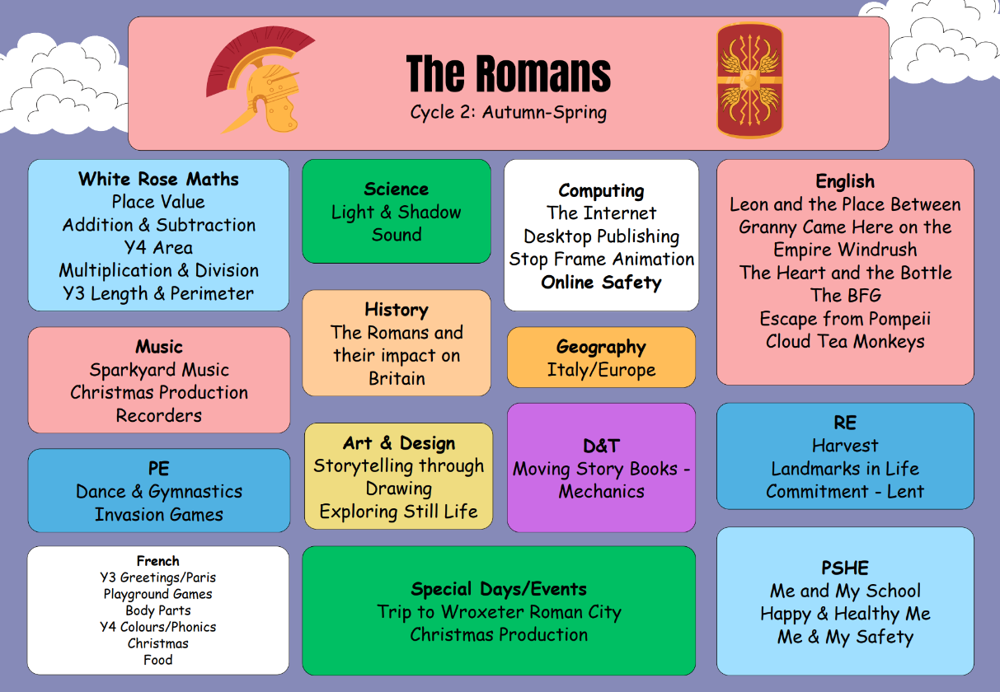 The Romans
Cycle 2: Autumn-Spring
White Rose Maths
Place Value
Addition & Subtraction
Y4 Area
Multiplication & Division
Y3 Length & Perimeter
Science
Light & Shadow
Sound
Computing
The Internet
Desktop Publishing
Stop Frame Animation
Online Safety
English
Leon and the Place Between
Granny Came Here on the
Empire Windrush
The Heart and the Bottle
The BFG
Escape from Pompeii
Cloud Tea Monkeys
History
The Romans and
their impact on
Britain
Music
Sparkyard Music
Christmas Production
Recorders
Geography
Italy/Europe
Art & Design
Storytelling through
Drawing
Exploring Still Life
D&T
Moving Story Books -
Mechanics
RE
Harvest
Landmarks in Life
Commitment - Lent
PE
Dance & Gymnastics
Invasion Games
French
Y3 Greetings/Paris
Playground Games
Body Parts
Y4 Colours/Phonics
Christmas
Food
Special Days/Events
Trip to Wroxeter Roman City
Christmas Production
PSHE
Me and My School
Happy & Healthy Me
Me & My Safety